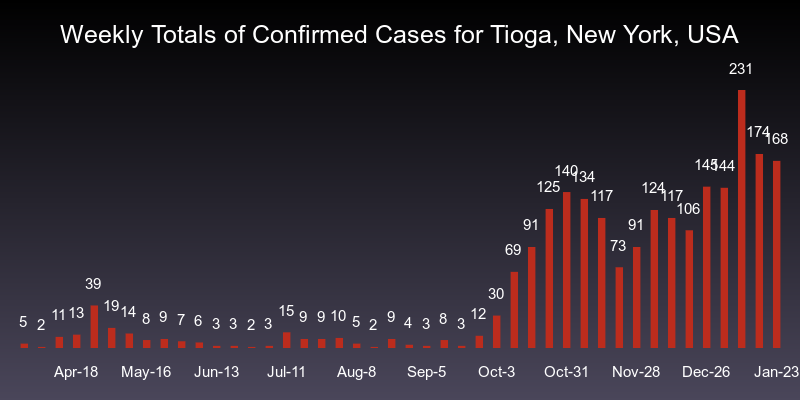 Weekly Totals of Confirmed Cases for Tioga, New York, USA
5 2 11 13 39 19 14 8 9 7 6 3 3 2 3 15 9 9 10 5 2 9 4 3 8 3 12 30 69 91 125 140 134 117 73 91 124 117 106 145 144 231 174 168
Apr-18 May-16 Jun-13 Jul-11 Aug-8 Sep-5 Oct-3 Oct-31 Nov-28 Dec-26 Jan-23